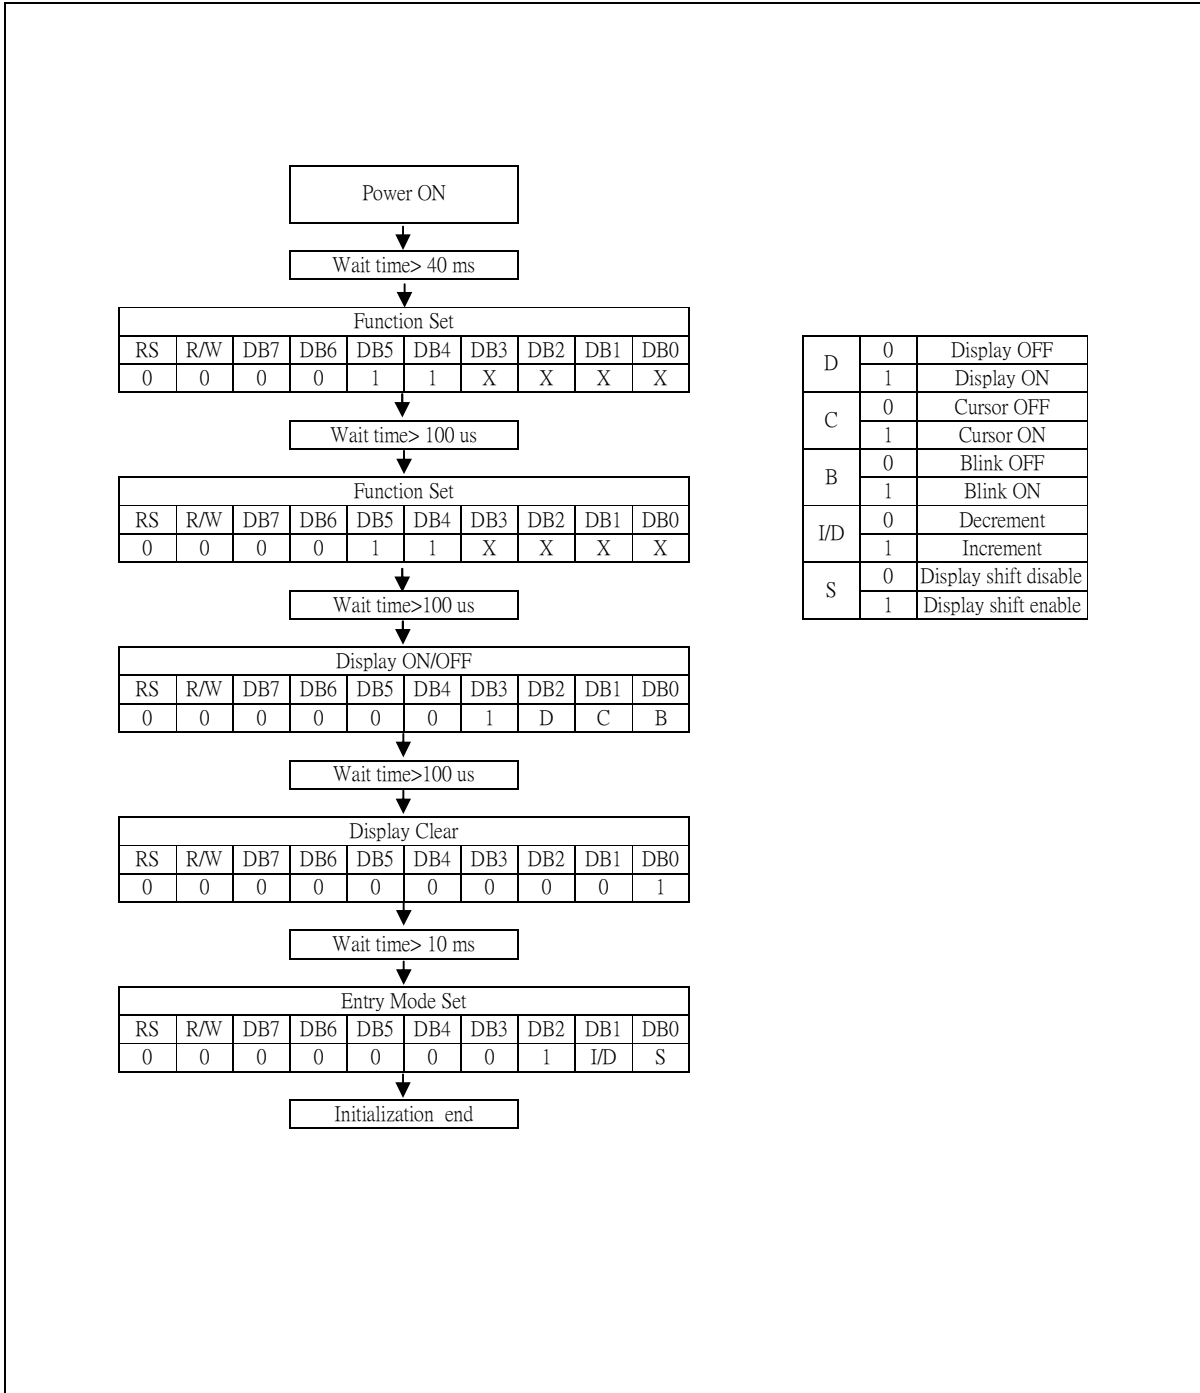 Power ON
Wait time> 40 ms
Function Set
RS R/W DB7 DB6 DB5 DB4 DB3 DB2 DB1 DB0
0 0 0 0 1 1 X X X X
Wait time> 100 us
Function Set
RS R/W DB7 DB6 DB5 DB4 DB3 DB2 DB1 DB0
0 0 0 0 1 1 X X X X
Wait time>100 us
Display ON/OFF
RS R/W DB7 DB6 DB5 DB4 DB3 DB2 DB1 DB0
0 0 0 0 0 0 1 D C B
Wait time>100 us
Display Clear
RS R/W DB7 DB6 DB5 DB4 DB3 DB2 DB1 DB0
0 0 0 0 0 0 0 0 0 1
Wait time> 10 ms
Entry Mode Set
RS R/W DB7 DB6 DB5 DB4 DB3 DB2 DB1 DB0
0 0 0 0 0 0 0 1 I/D S
Initialization end
D 0 Display OFF
1 Display ON
C 0 Cursor OFF
1 Cursor ON
B 0 Blink OFF
1 Blink ON
I/D 0 Decrement
1 Increment
S 0 Display shift disable
1 Display shift enable